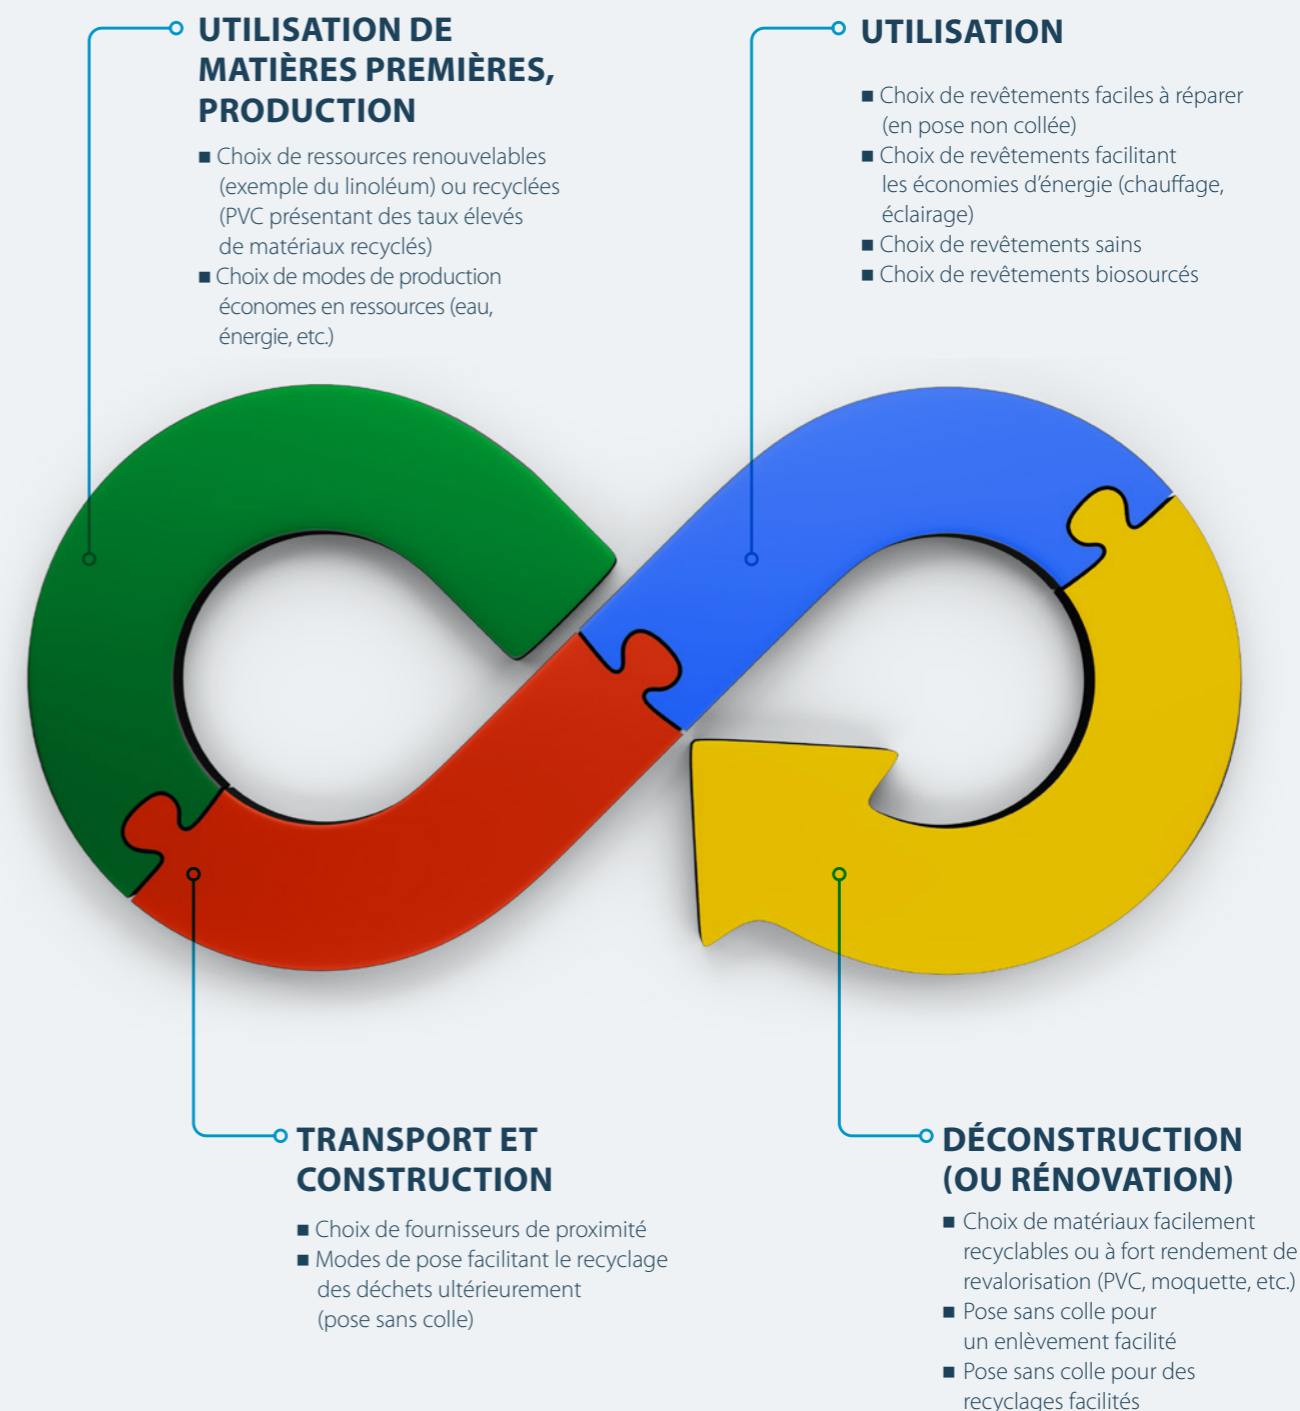 UTILISATION DE
MATIÈRES PREMIÈRES,
PRODUCTION
■ Choix de ressources renouvelables
(exemple du linoléum) ou recyclées
(PVC présentant des taux élevés
de matériaux recyclés)
■ Choix de modes de production
économes en ressources (eau,
énergie, etc.)
UTILISATION
■ Choix de revêtements faciles à réparer
(en pose non collée)
■ Choix de revêtements facilitant
les économies d'énergie (chauffage,
éclairage)
■ Choix de revêtements sains
■ Choix de revêtements biosourcés
TRANSPORT ET
CONSTRUCTION
■ Choix de fournisseurs de proximité
■ Modes de pose facilitant le recyclage
des déchets ultérieurement
(pose sans colle)
DÉCONSTRUCTION
(OU RÉNOVATION)
■ Choix de matériaux facilement
recyclables ou à fort rendement de
revalorisation (PVC, moquette, etc.)
■ Pose sans colle pour
un enlèvement facilité
■ Pose sans colle pour des
recyclages facilités